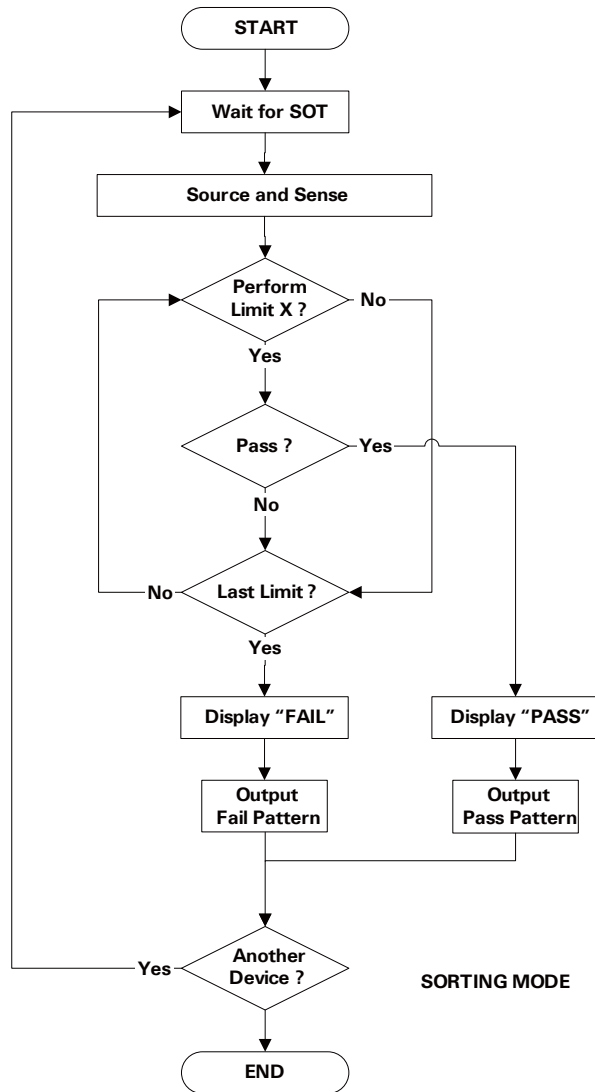 START
Wait for SOT
Source and Sense
Perform
Limit X ?
No
Yes
Pass ?
Yes
No
Last Limit ?
No
Yes
Display “FAIL”
Display “PASS”
Output
Fail Pattern
Output
Pass Pattern
Another
Device ?
Yes
SORTING MODE
END